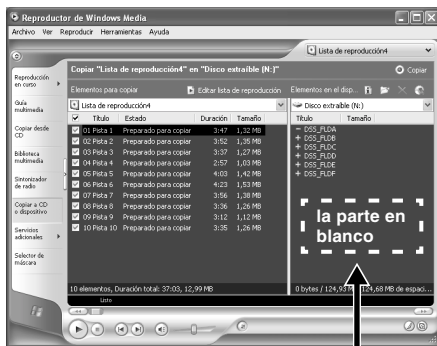 Reproductor de Windows Media
Archivo Ver Reproducir Herramientas Ayuda
Lista de reproducción4
Copiar "Lista de reproducción4" en "Disco extraíble (N:)"
Copiar
Elementos para copiar
Editar lista de reproducción
Elementos en el disp...
Lista de reproducción4
Disco extraíble (N:)
Título Estado Duración Tamaño
Título Tamaño
01 Pista 1 Preparado para copiar 3:47 1,32 MB
02 Pista 2 Preparado para copiar 3:52 1,35 MB
03 Pista 3 Preparado para copiar 3:37 1,27 MB
04 Pista 4 Preparado para copiar 2:57 1,03 MB
05 Pista 5 Preparado para copiar 4:03 1,42 MB
06 Pista 6 Preparado para copiar 4:23 1,53 MB
07 Pista 7 Preparado para copiar 3:56 1,38 MB
08 Pista 8 Preparado para copiar 3:36 1,26 MB
09 Pista 9 Preparado para copiar 3:12 1,12 MB
10 Pista 10 Preparado para copiar 3:35 1,26 MB
DSS_FLDA
DSS_FLDB
DSS_FLDC
DSS_FLDD
DSS_FLDE
DSS_FLDF
la parte en
blanco
Reproducción
en curso
Guía
multimedia
Copiar desde
CD
Biblioteca
multimedia
Sintonizador
de radio
Copiar a CD
o dispositivo
Servicios
adicionales
Selector de
máscara
10 elementos, Duración total: 37:03, 12,99 MB
0 bytes / 124,93 M 124,68 MB de espaci...
Listo